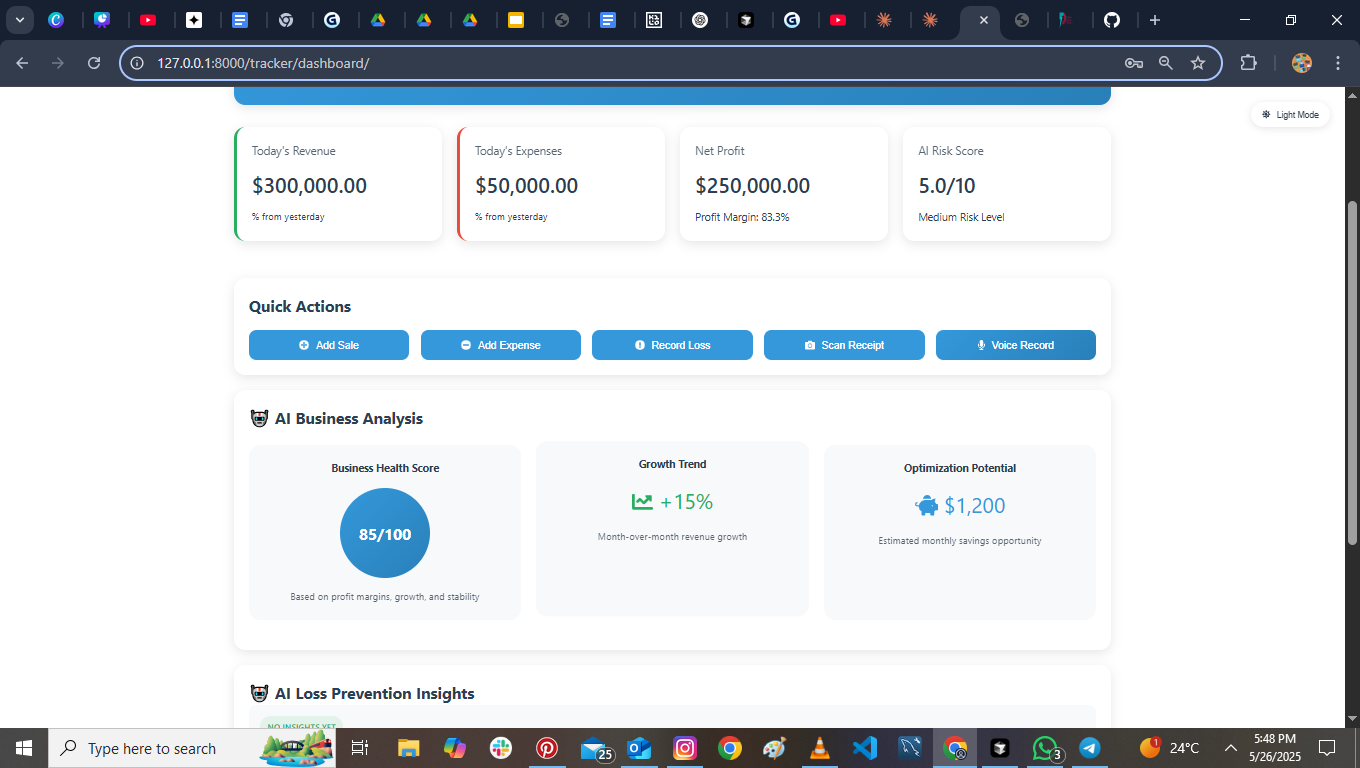 127.0.0.1:8000/tracker/dashboard/
Light Mode
Today's Revenue
$300,000.00
% from yesterday
Today's Expenses
$50,000.00
% from yesterday
Net Profit
$250,000.00
Profit Margin: 83.3%
AI Risk Score
5.0/10
Medium Risk Level
Quick Actions
Add Sale
Add Expense
Record Loss
Scan Receipt
Voice Record
AI Business Analysis
Business Health Score
85/100
Based on profit margins, growth, and stability
Growth Trend
+15%
Month-over-month revenue growth
Optimization Potential
$1,200
Estimated monthly savings opportunity
AI Loss Prevention Insights
NO INSIGHTS YET
Type here to search
25
3
1
24°C
5:48 PM
5/26/2025